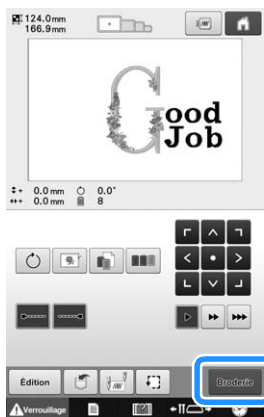 124.0mm
166.9mm
Good
Job
0.0mm 0.0°
0.0mm 8
Édition
Broderie
Verrouillage